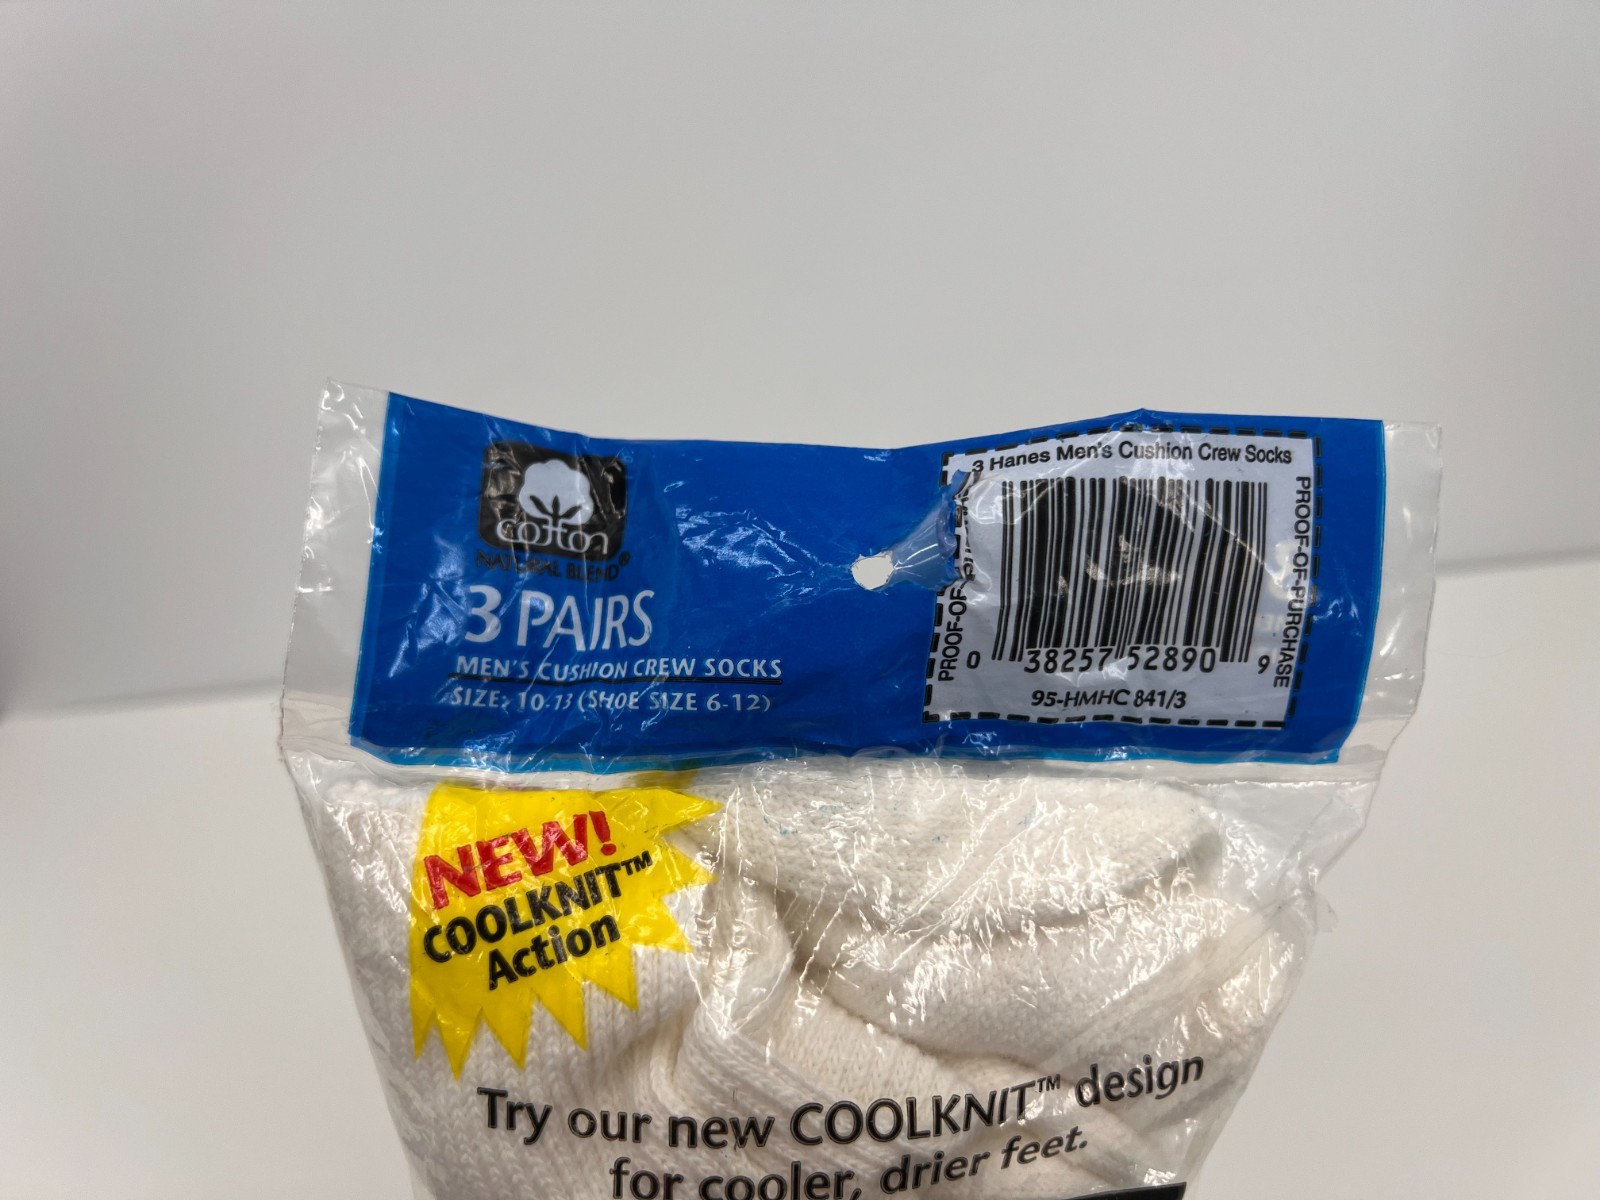 cotton
NATURAL BLEND®
3 PAIRS
MEN'S CUSHION CREW SOCKS
SIZE: 10-13 (SHOE SIZE 6-12)
3 Hanes Men's Cushion Crew Socks
PROOF-OF-
PROOF-OF-PURCHASE
0 38257 52890 9
95-HMHC 841/3
NEW!
COOLKNIT™
Action
Try our new COOLKNIT™ design
for cooler, drier feet.